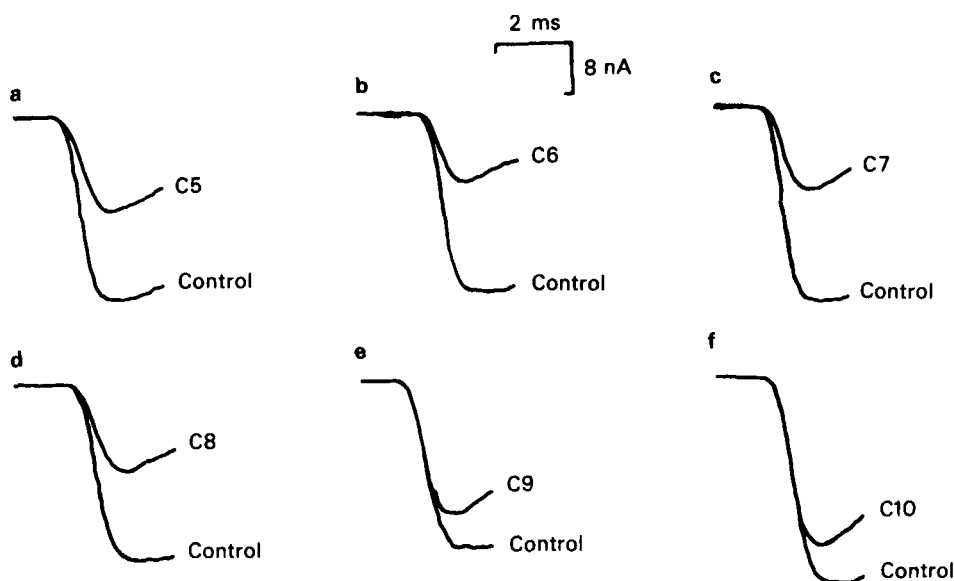 2 ms
8 nA
a
b
c
C5
C6
C7
Control
Control
Control
d
e
f
C8
C9
C10
Control
Control
Control